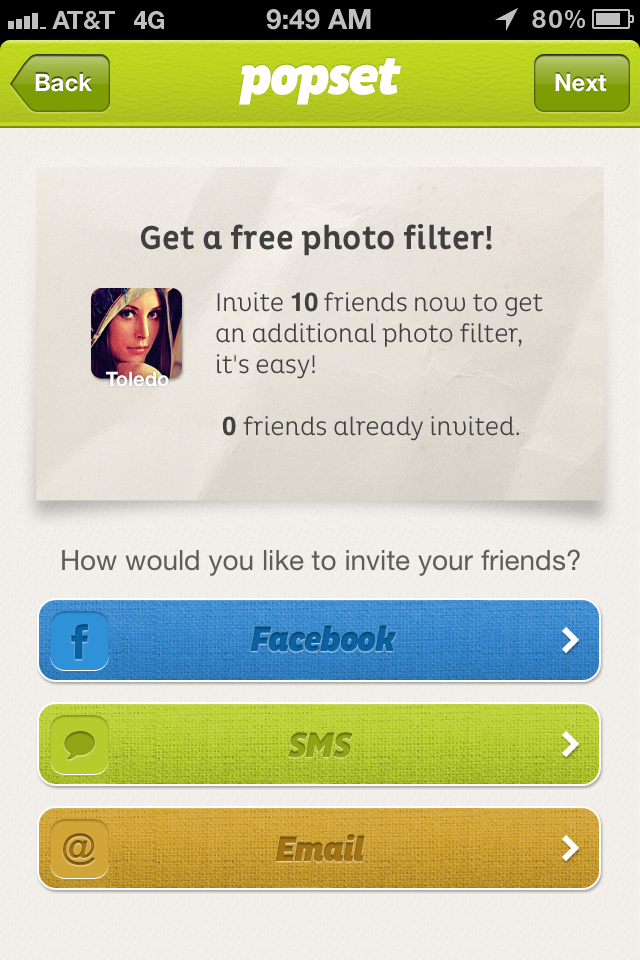 AT&T 4G 9:49 AM 80%
Back popset Next
Get a free photo filter!
Invite 10 friends now to get
an additional photo filter,
it's easy!
Toledo
0 friends already invited.
How would you like to invite your friends?
f Facebook
SMS
@ Email